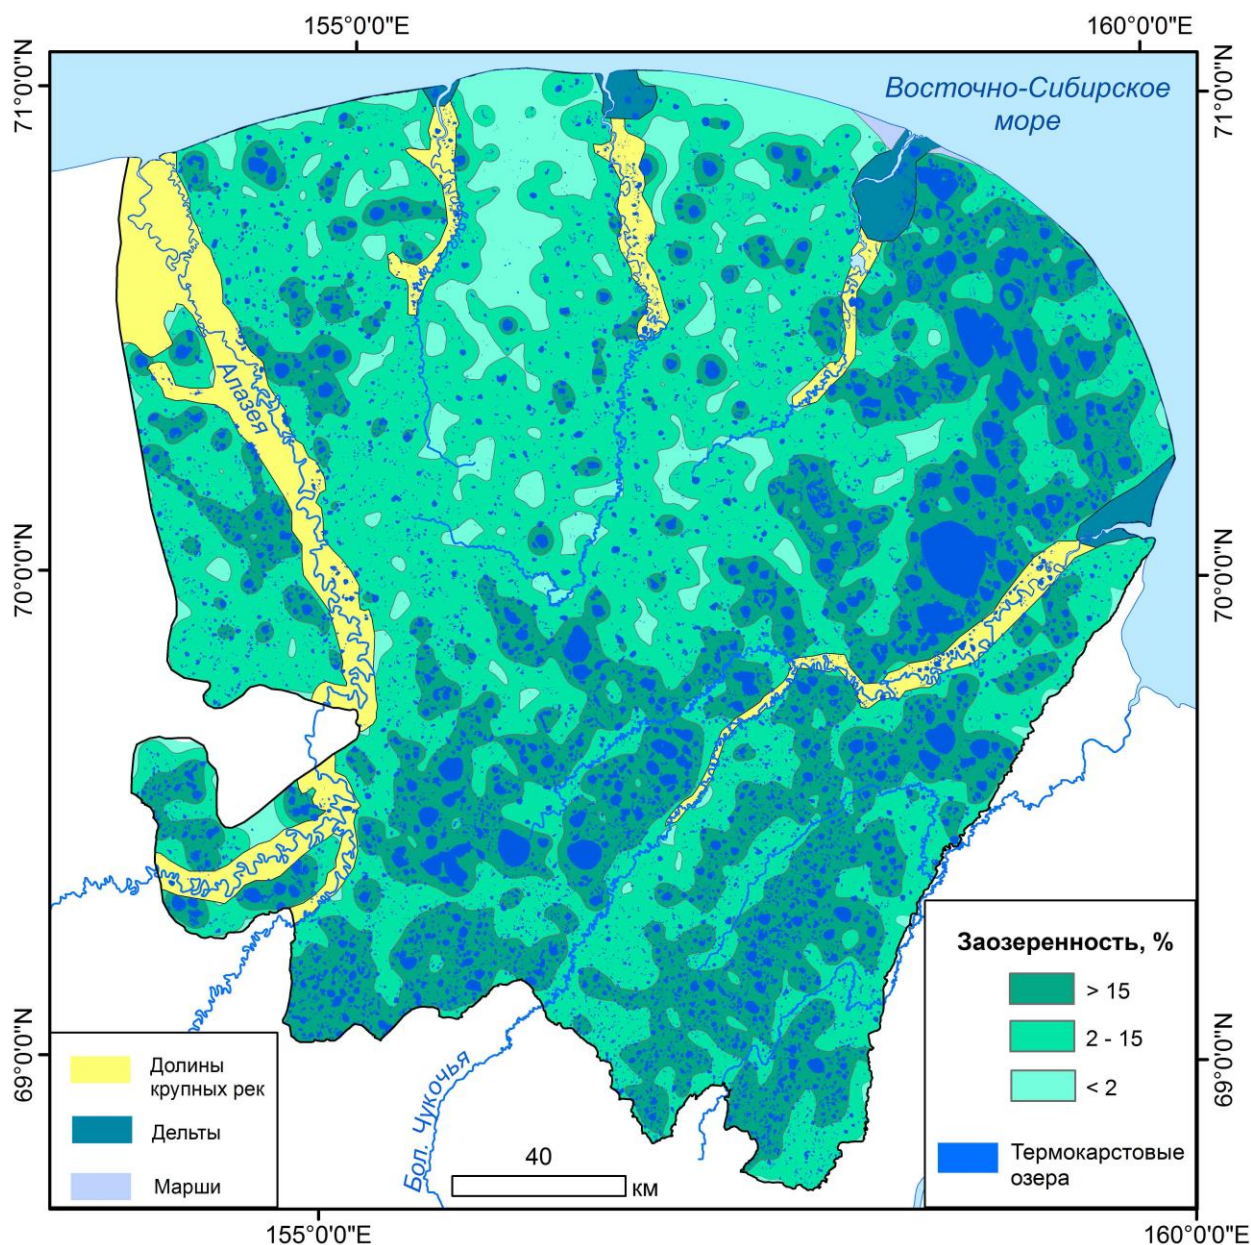 155°0'0"E
160°0'0"E
71°0'0"N
71°0'0"N
Восточно-Сибирское
море
Алазея
70°0'0"N
70°0'0"N
69°0'0"N
69°0'0"N
Бол. Чукочья
Долины
крупных рек
Дельты
Марши
40
км
Заозеренность, %
> 15
2 - 15
< 2
Термокарстовые
озера
155°0'0"E
160°0'0"E